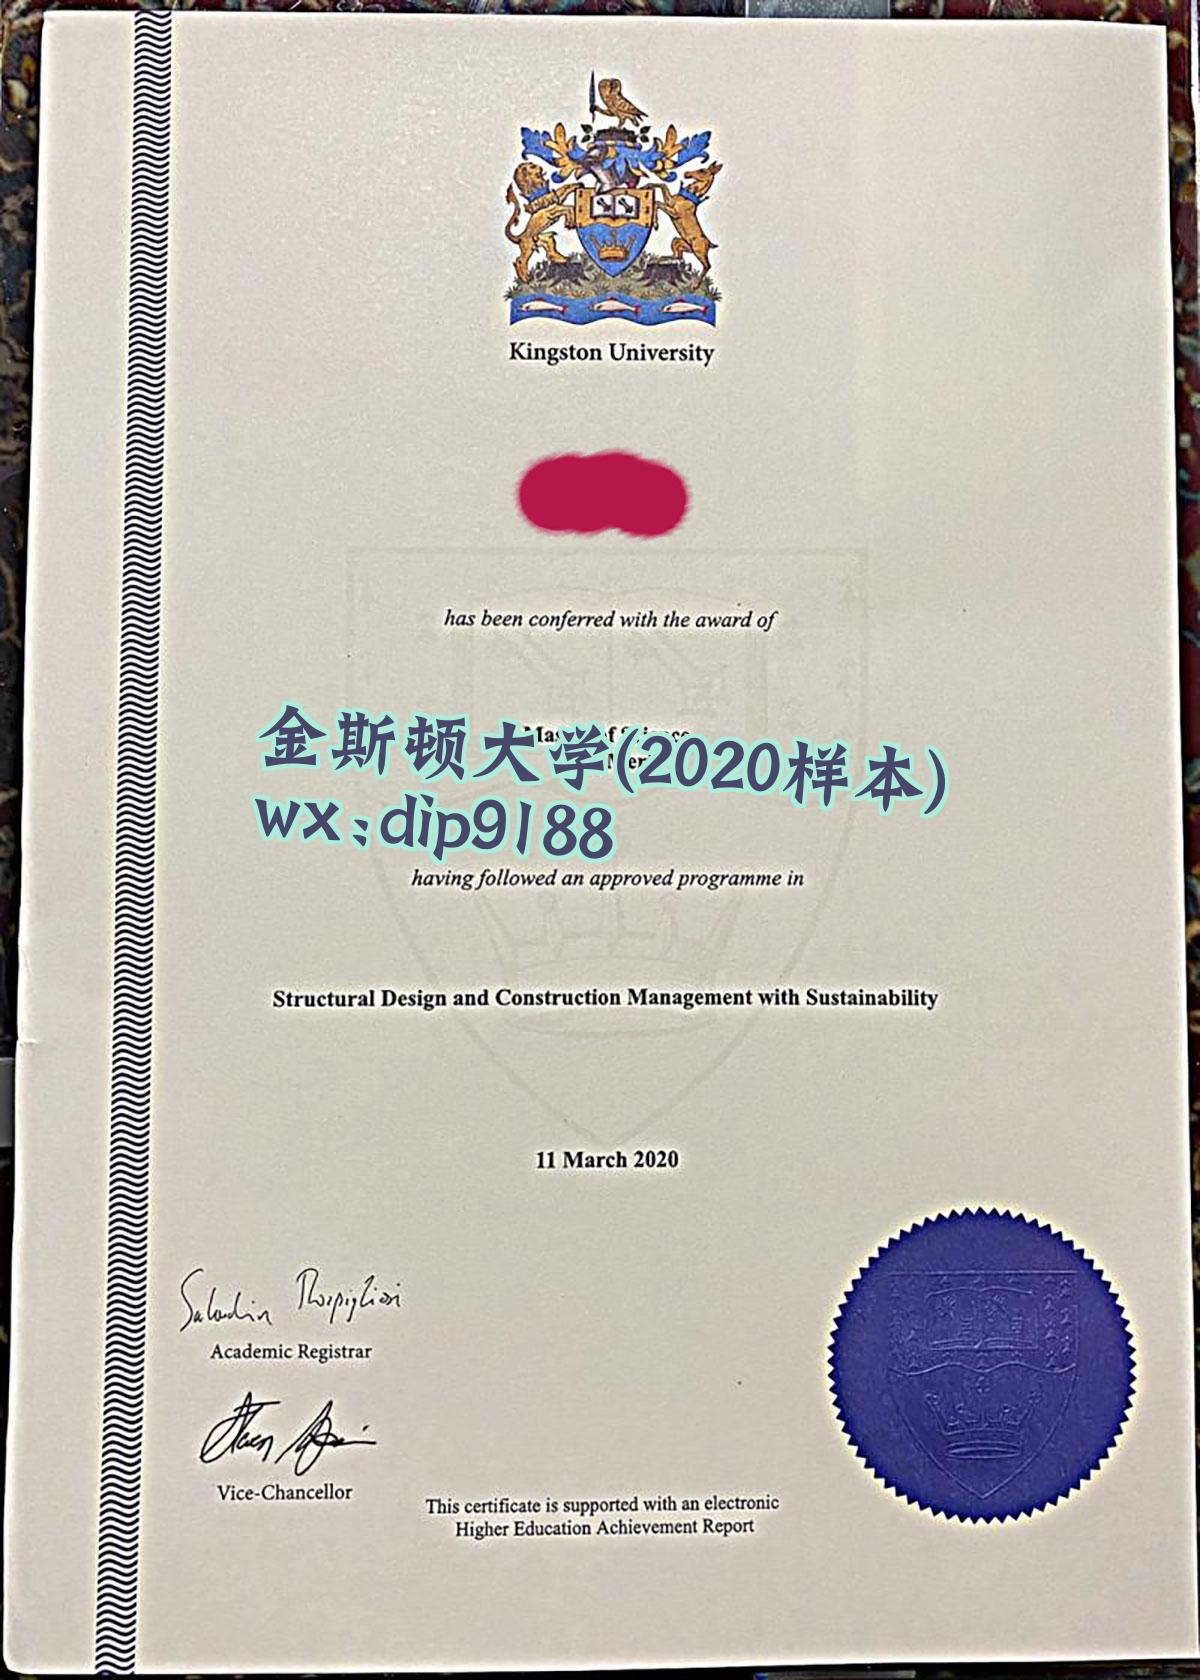 Kingston University
has been conferred with the award of
金斯顿大学(2020样本)
wx:dip9188
having followed an approved programme in
Structural Design and Construction Management with Sustainability
11 March 2020
Academic Registrar
Vice-Chancellor
This certificate is supported with an electronic
Higher Education Achievement Report